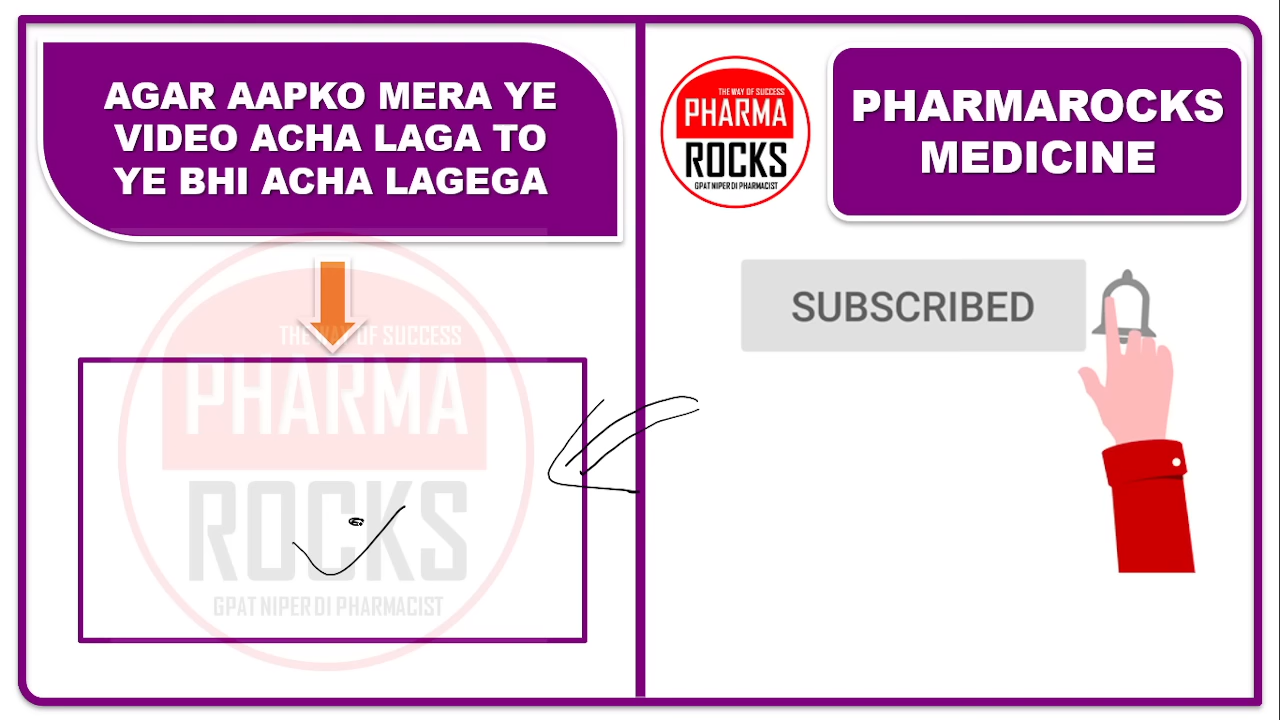 AGAR AAPKO MERA YE
VIDEO ACHA LAGA TO
YE BHI ACHA LAGEGA
THE WAY OF SUCCESS
PHARMA
ROCKS
GPAT NIPER DI PHARMACIST
THE WAY OF SUCCESS
PHARMA
ROCKS
GPAT NIPER DI PHARMACIST
PHARMAROCKS
MEDICINE
SUBSCRIBED